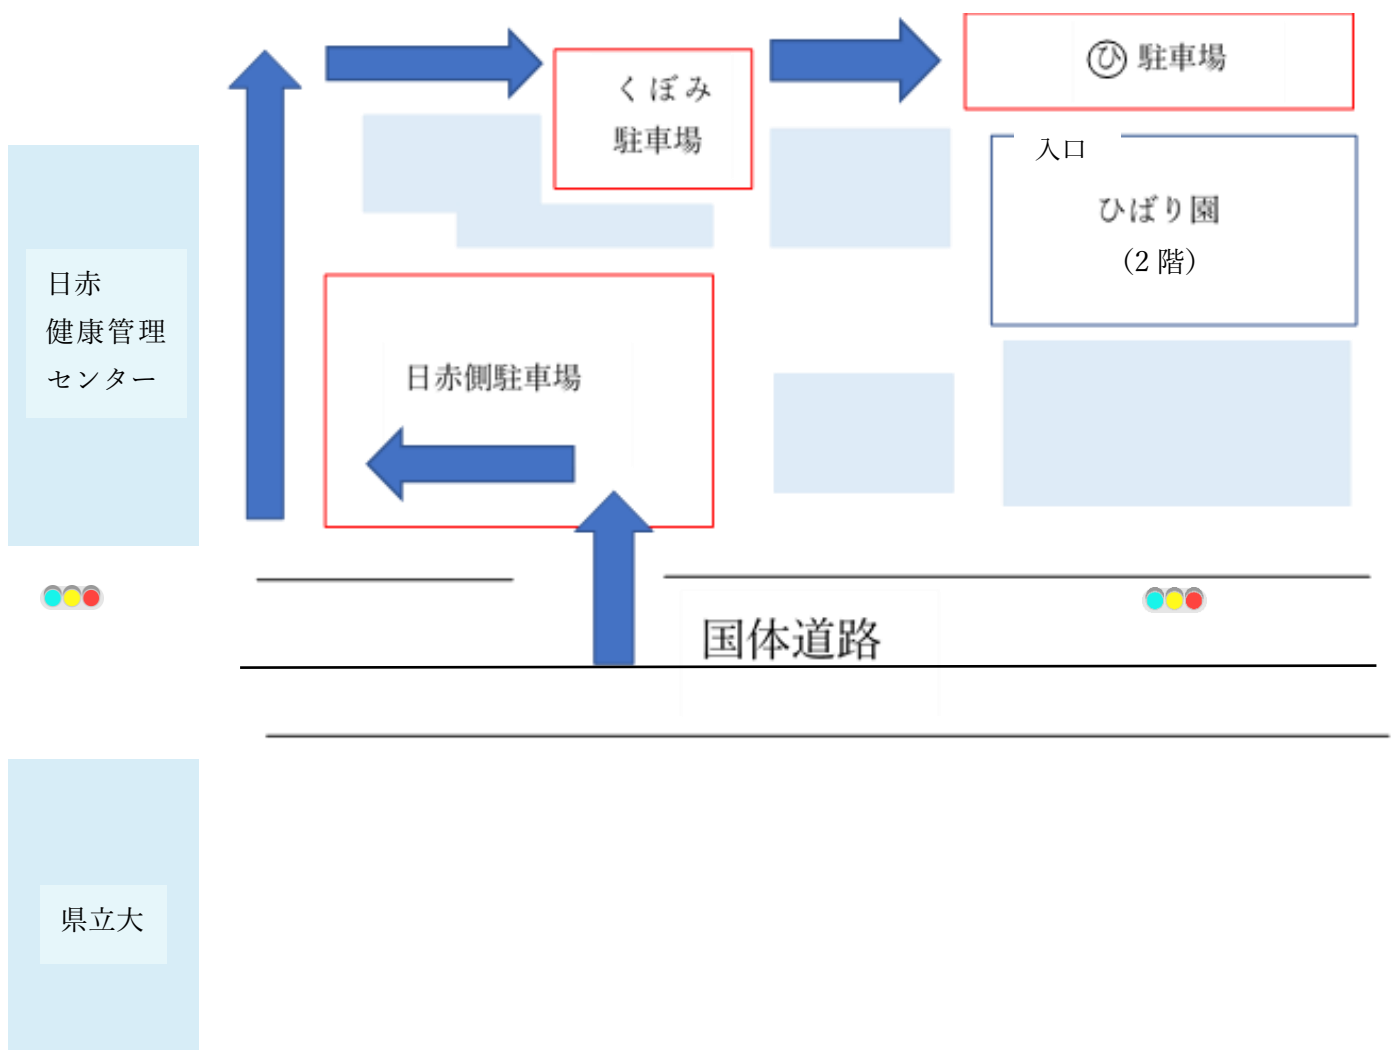 くぼみ
駐車場
㋪ 駐車場
入口
ひばり園
（2 階）
日赤
健康管理
センター
日赤側駐車場
国体道路
県立大